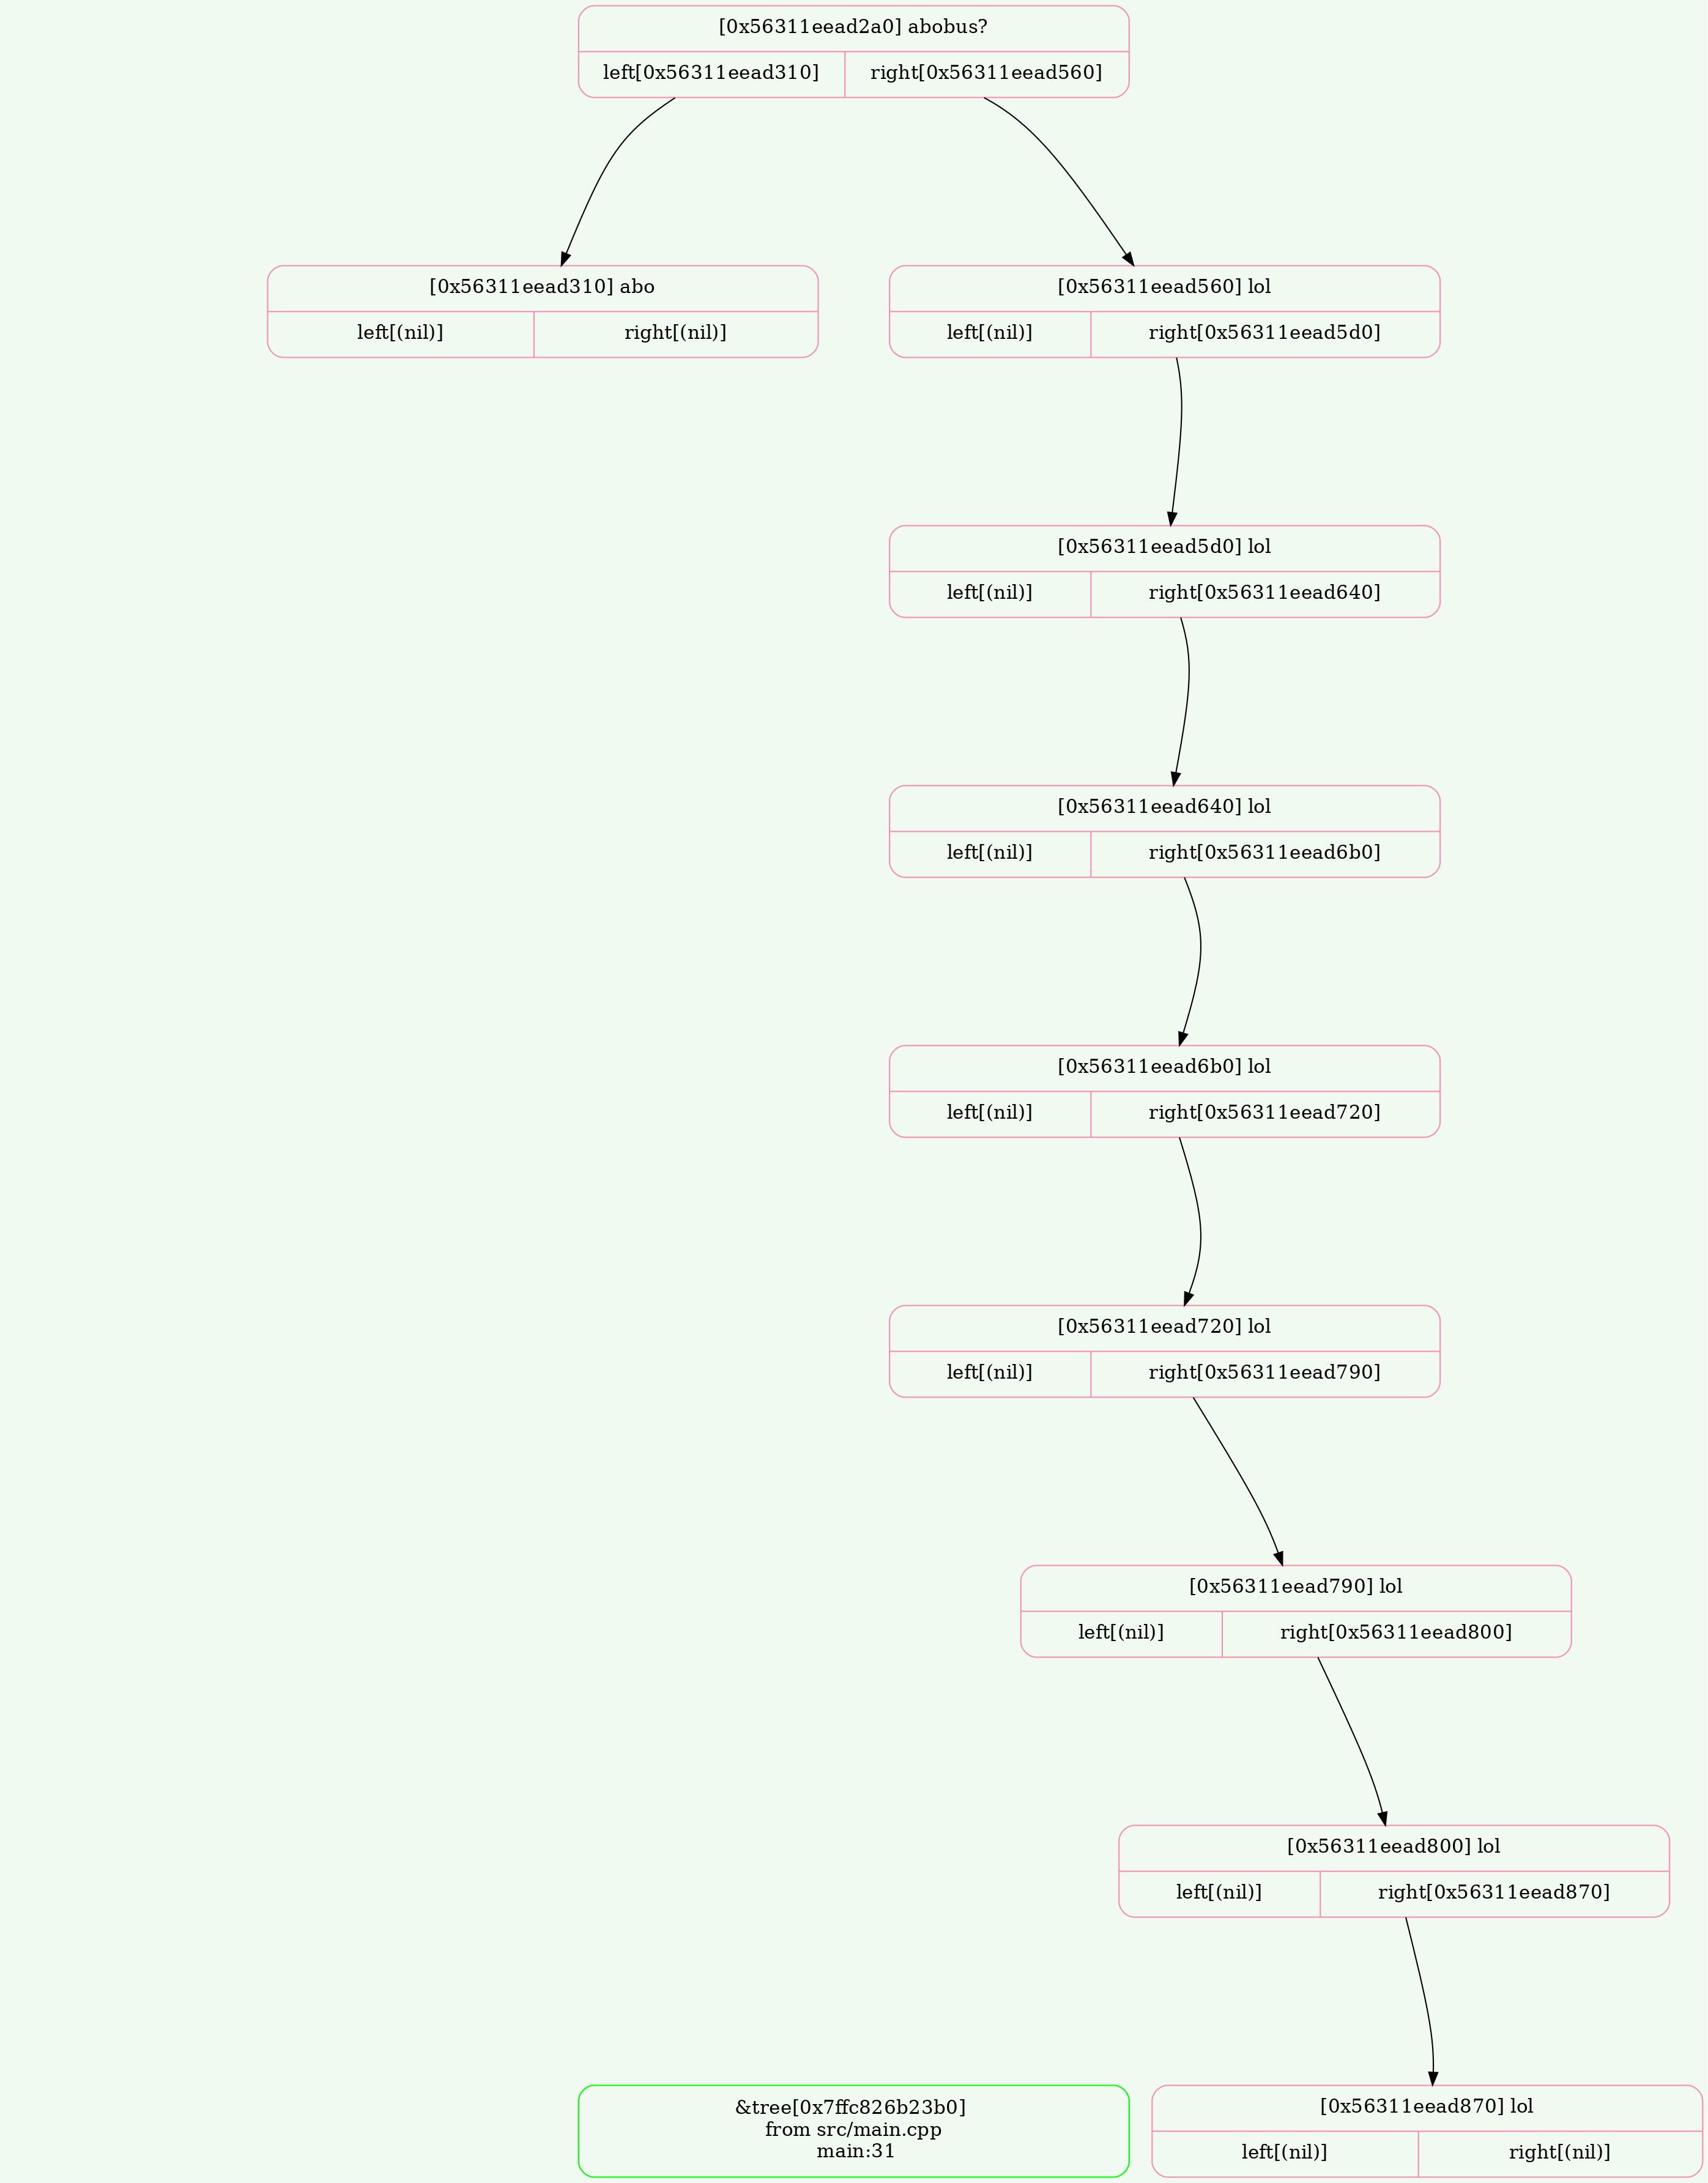 [0x56311eead2a0] abobus?
left[0x56311eead310]
right[0x56311eead560]
[0x56311eead310] abo
left[(nil)]
right[(nil)]
[0x56311eead560] lol
left[(nil)]
right[0x56311eead5d0]
[0x56311eead5d0] lol
left[(nil)]
right[0x56311eead640]
[0x56311eead640] lol
left[(nil)]
right[0x56311eead6b0]
[0x56311eead6b0] lol
left[(nil)]
right[0x56311eead720]
[0x56311eead720] lol
left[(nil)]
right[0x56311eead790]
[0x56311eead790] lol
left[(nil)]
right[0x56311eead800]
[0x56311eead800] lol
left[(nil)]
right[0x56311eead870]
&tree[0x7ffc826b23b0]
from src/main.cpp
main:31
[0x56311eead870] lol
left[(nil)]
right[(nil)]